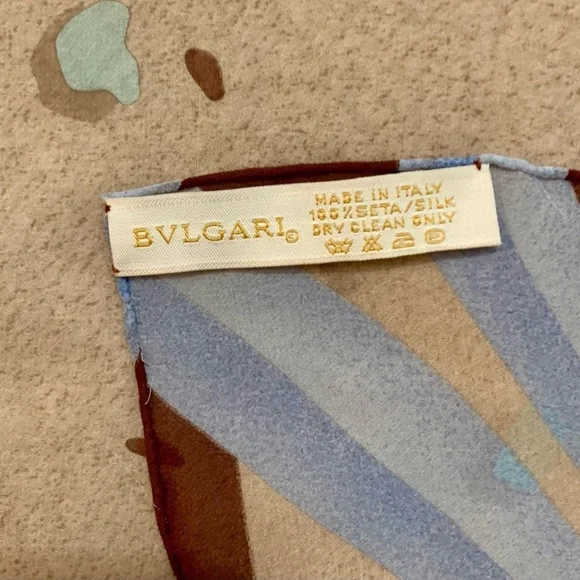 BVLGARI®
MADE IN ITALY
100%SETA/SILK
DRY CLEAN ONLY